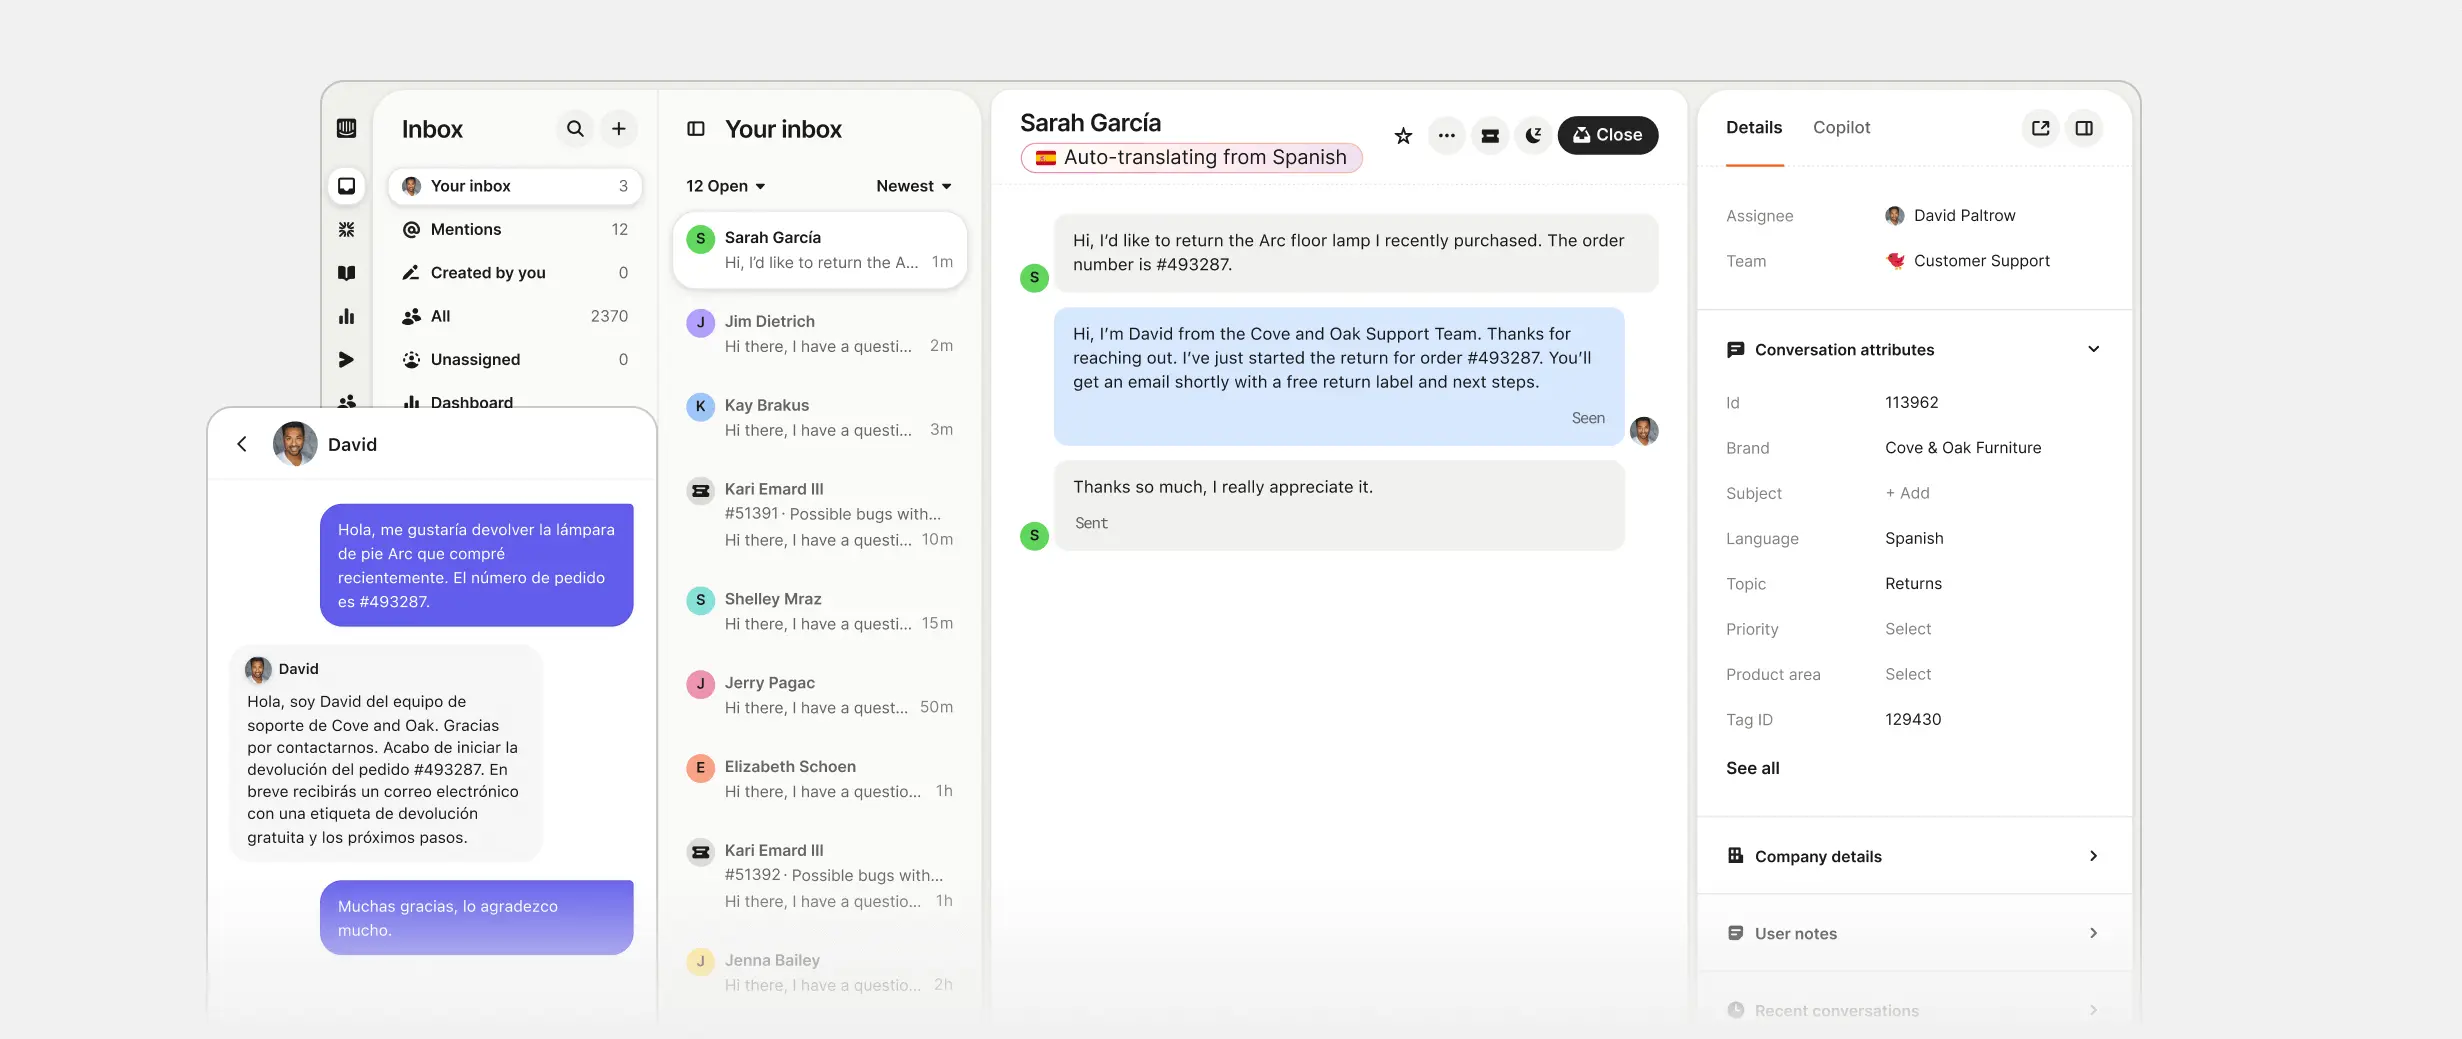 Inbox
Your inbox
3
Mentions
12
Created by you
0
All
2370
Unassigned
0
Dashboard
Your inbox
12 Open
Newest
S
Sarah García
Hi, I'd like to return the A...
1m
J
Jim Dietrich
Hi there, I have a questi...
2m
K
Kay Brakus
Hi there, I have a questi...
3m
Kari Emard III
#51391 · Possible bugs with...
Hi there, I have a questi...
10m
S
Shelley Mraz
Hi there, I have a questi...
15m
J
Jerry Pagac
Hi there, I have a quest...
50m
E
Elizabeth Schoen
Hi there, I have a questio...
1h
Kari Emard III
#51392 · Possible bugs with...
Hi there, I have a questio...
1h
J
Jenna Bailey
Hi there, I have a questio...
2h
Sarah García
Auto-translating from Spanish
Close
Hi, I'd like to return the Arc floor lamp I recently purchased. The order
number is #493287.
S
Hi, I'm David from the Cove and Oak Support Team. Thanks for
reaching out. I've just started the return for order #493287. You'll
get an email shortly with a free return label and next steps.
Seen
Thanks so much, I really appreciate it.
Sent
S
Details
Copilot
Assignee
David Paltrow
Team
Customer Support
Conversation attributes
Id
113962
Brand
Cove & Oak Furniture
Subject
+ Add
Language
Spanish
Topic
Returns
Priority
Select
Product area
Select
Tag ID
129430
See all
Company details
User notes
Recent conversations
David
Hola, me gustaría devolver la lámpara
de pie Arc que compré
recientemente. El número de pedido
es #493287.
David
Hola, soy David del equipo de
soporte de Cove and Oak. Gracias
por contactarnos. Acabo de iniciar la
devolución del pedido #493287. En
breve recibirás un correo electrónico
con una etiqueta de devolución
gratuita y los próximos pasos.
Muchas gracias, lo agradezco
mucho.